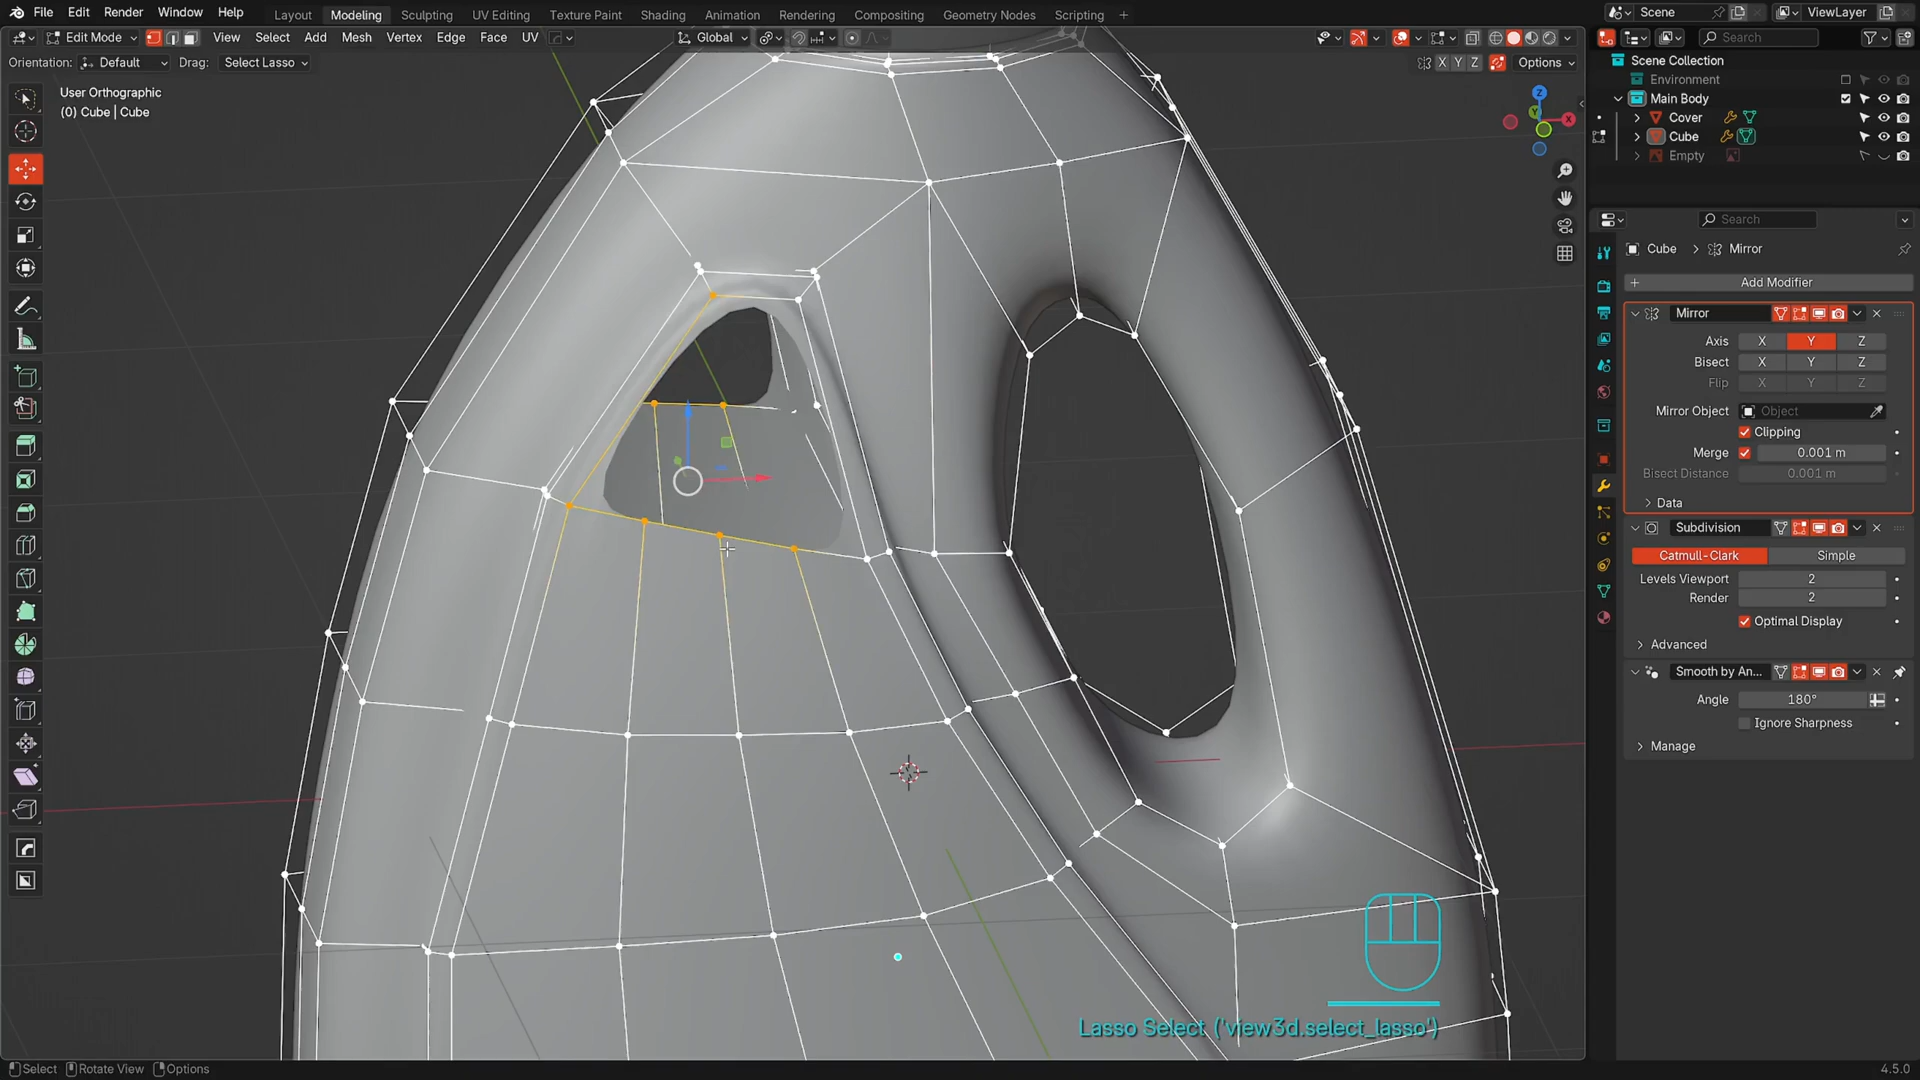 File Edit Render Window Help Layout Modeling Sculpting UV Editing Texture Paint Shading Animation Rendering Compositing Geometry Nodes Scripting + Scene ViewLayer
Edit Mode View Select Add Mesh Vertex Edge Face UV Global Search
Orientation: Default Drag: Select Lasso X Y Z Options
Scene Collection
Environment
Main Body
Cover
Cube
Empty
User Orthographic
(0) Cube | Cube
Z
X
Y
Search
Cube > Mirror
+ Add Modifier
Mirror
Axis X Y Z
Bisect X Y Z
Flip X Y Z
Mirror Object Object
Clipping
Merge 0.001 m
Bisect Distance 0.001 m
Data
Subdivision
Catmull-Clark Simple
Levels Viewport 2
Render 2
Optimal Display
Advanced
Smooth by An...
Angle 180°
Ignore Sharpness
Manage
Lasso Select ('view3d.select_lasso')
Select Rotate View Options 4.5.0